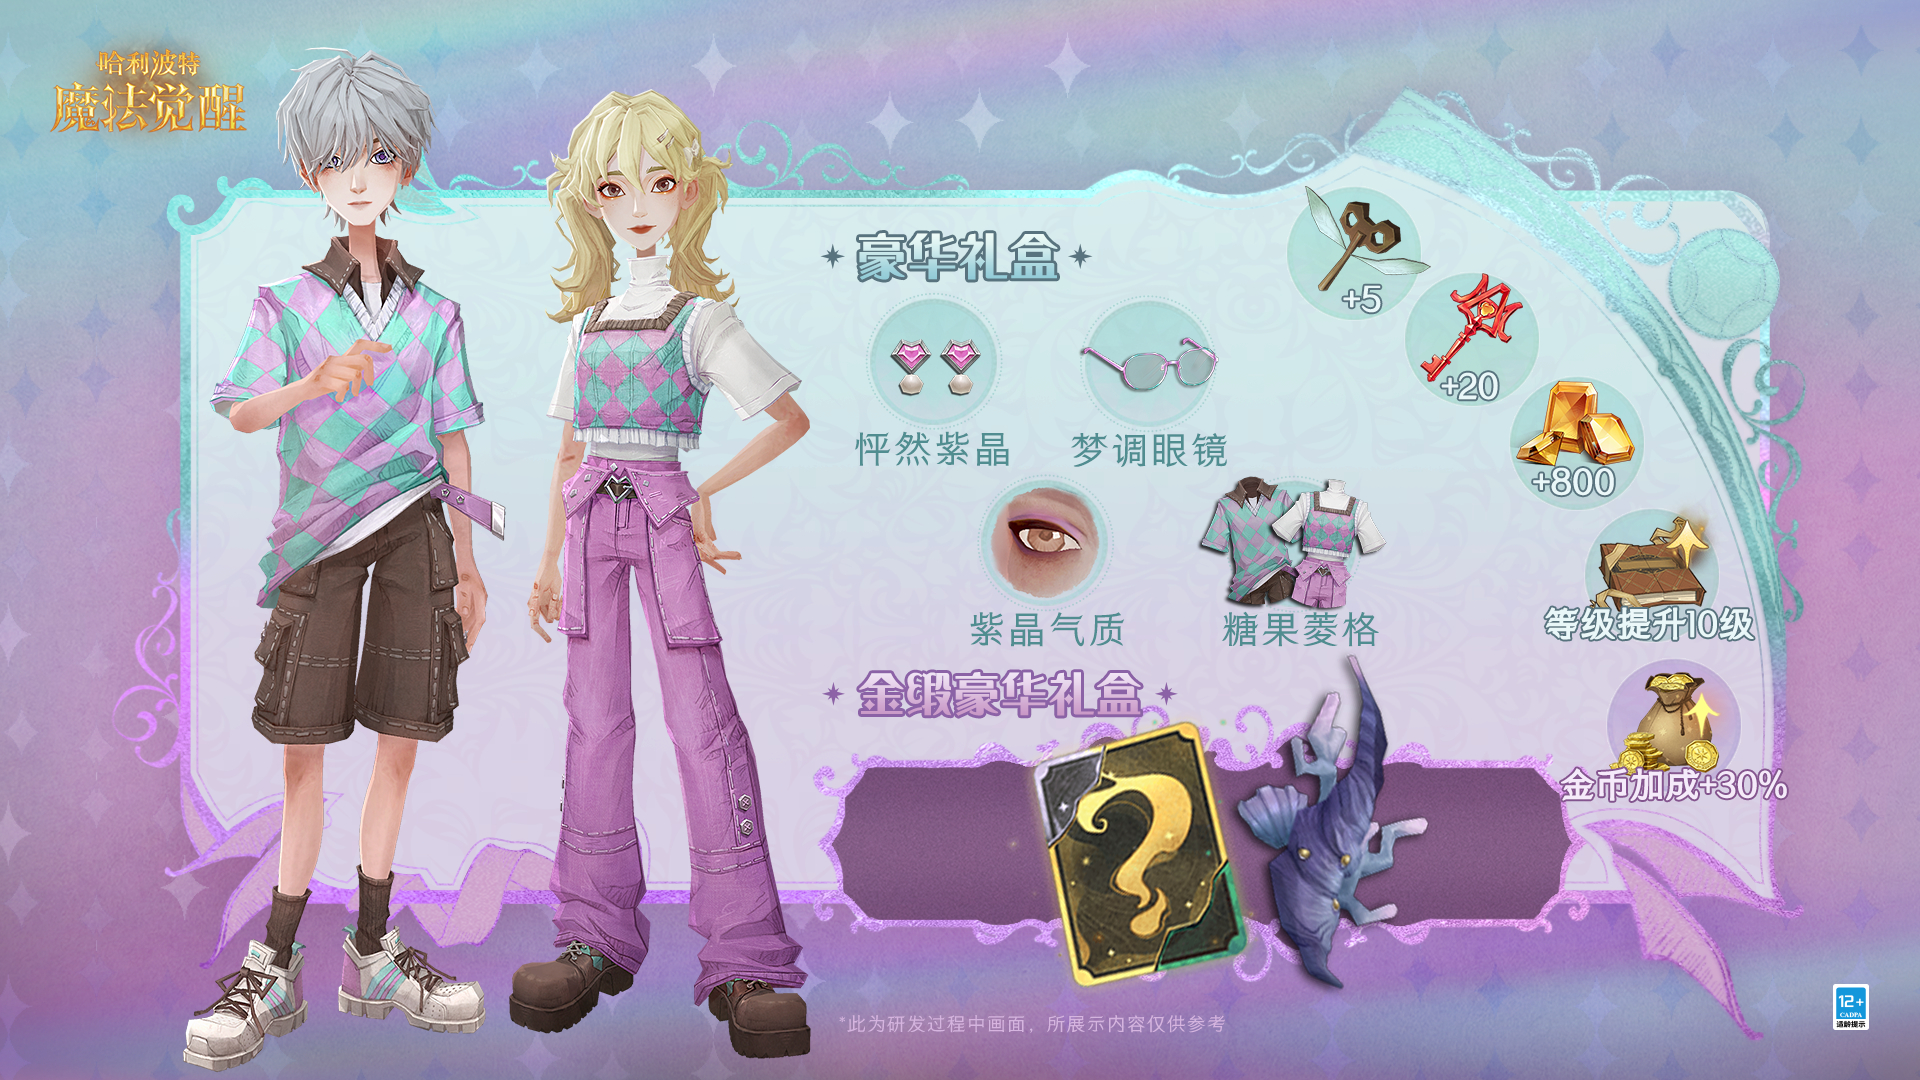 哈利波特
魔法觉醒
豪华礼盒
怦然紫晶
梦调眼镜
紫晶气质
糖果菱格
+5
+20
+800
等级提升10级
金币加成+30%
金缎豪华礼盒
*此为研发过程中画面，所展示内容仅供参考
12+
CADPA
适龄提示